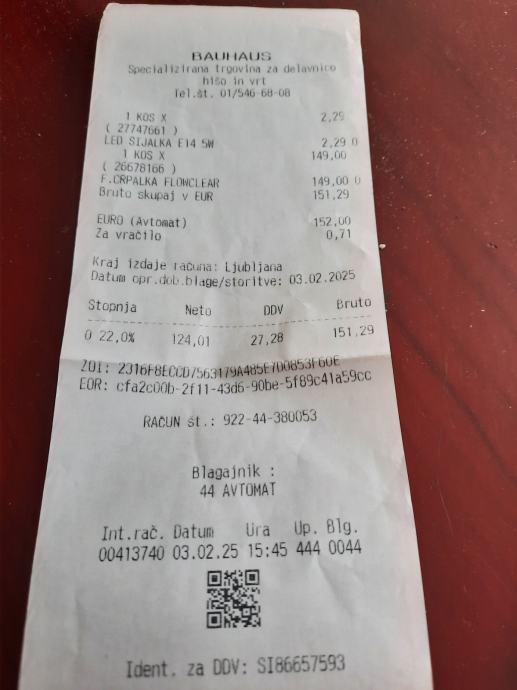 BAUHAUS
Specializirana trgovina za delavnico
hišo in vrt
Tel.št. 01/546-68-08
1 KOS X 2,29
( 27747661 )
LED SIJALKA E14 5W 2,29 0
1 KOS X 149,00
( 26678166 )
F.ČRPALKA FLOWCLEAR 149,00 0
Bruto skupaj v EUR 151,29
EURO (Avtomat) 152,00
Za vračilo 0,71
Kraj izdaje računa: Ljubljana
Datum opr.dob.blage/storitve: 03.02.2025
Stopnja Neto DDV Bruto
0 22,0% 124,01 27,28 151,29
ZOI: 2316F8ECCD7563179A485E7D0853F60E
EOR: cfa2c00b-2f11-43d6-90be-5f89c41a59cc
RAČUN št.: 922-44-380053
Blagajnik :
44 AVTOMAT
Int.rač. Datum Ura Up. Blg.
00413740 03.02.25 15:45 444 0044
Ident. za DDV: SI86657593